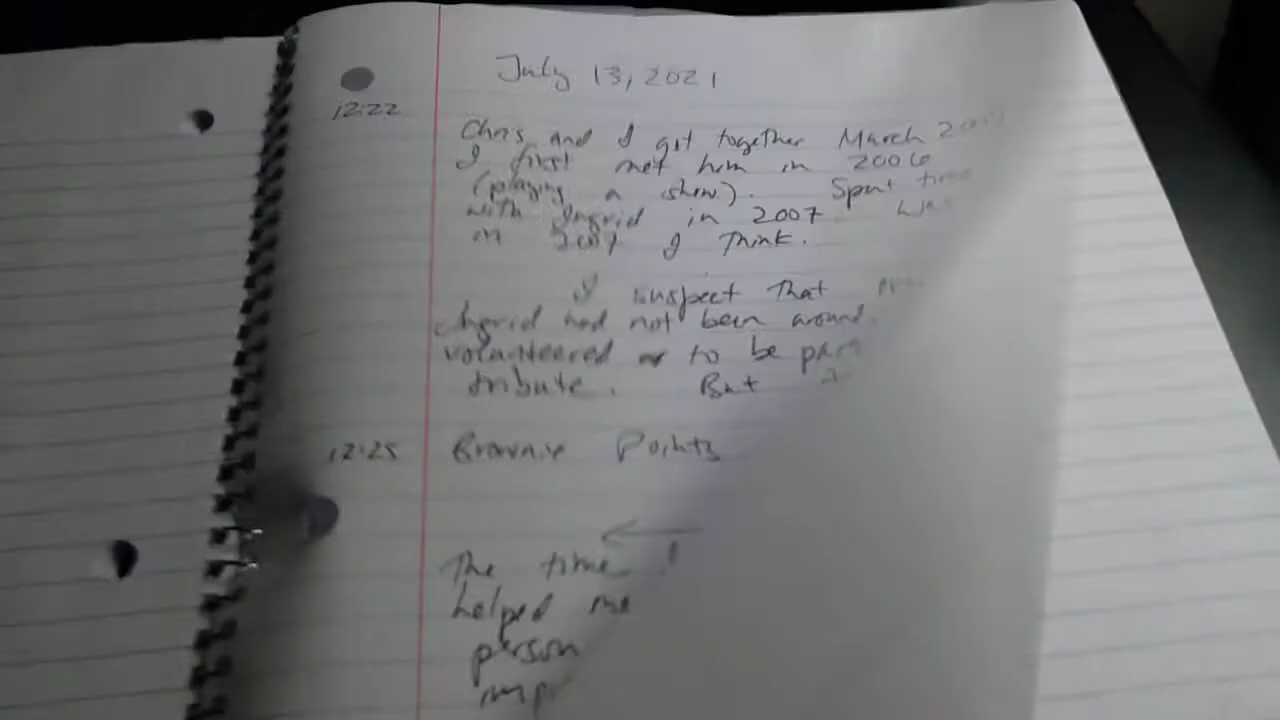 July 13, 2021
12:22
Chris and I got together March
I first met him in 2006
(playing a show.). Spent time
with Ingrid in 2007 was
in July I think.
I suspect that
Ingrid had not been around.
volunteered to be part
tribute. But
12:25 Brownie Points
The time
helped me
person